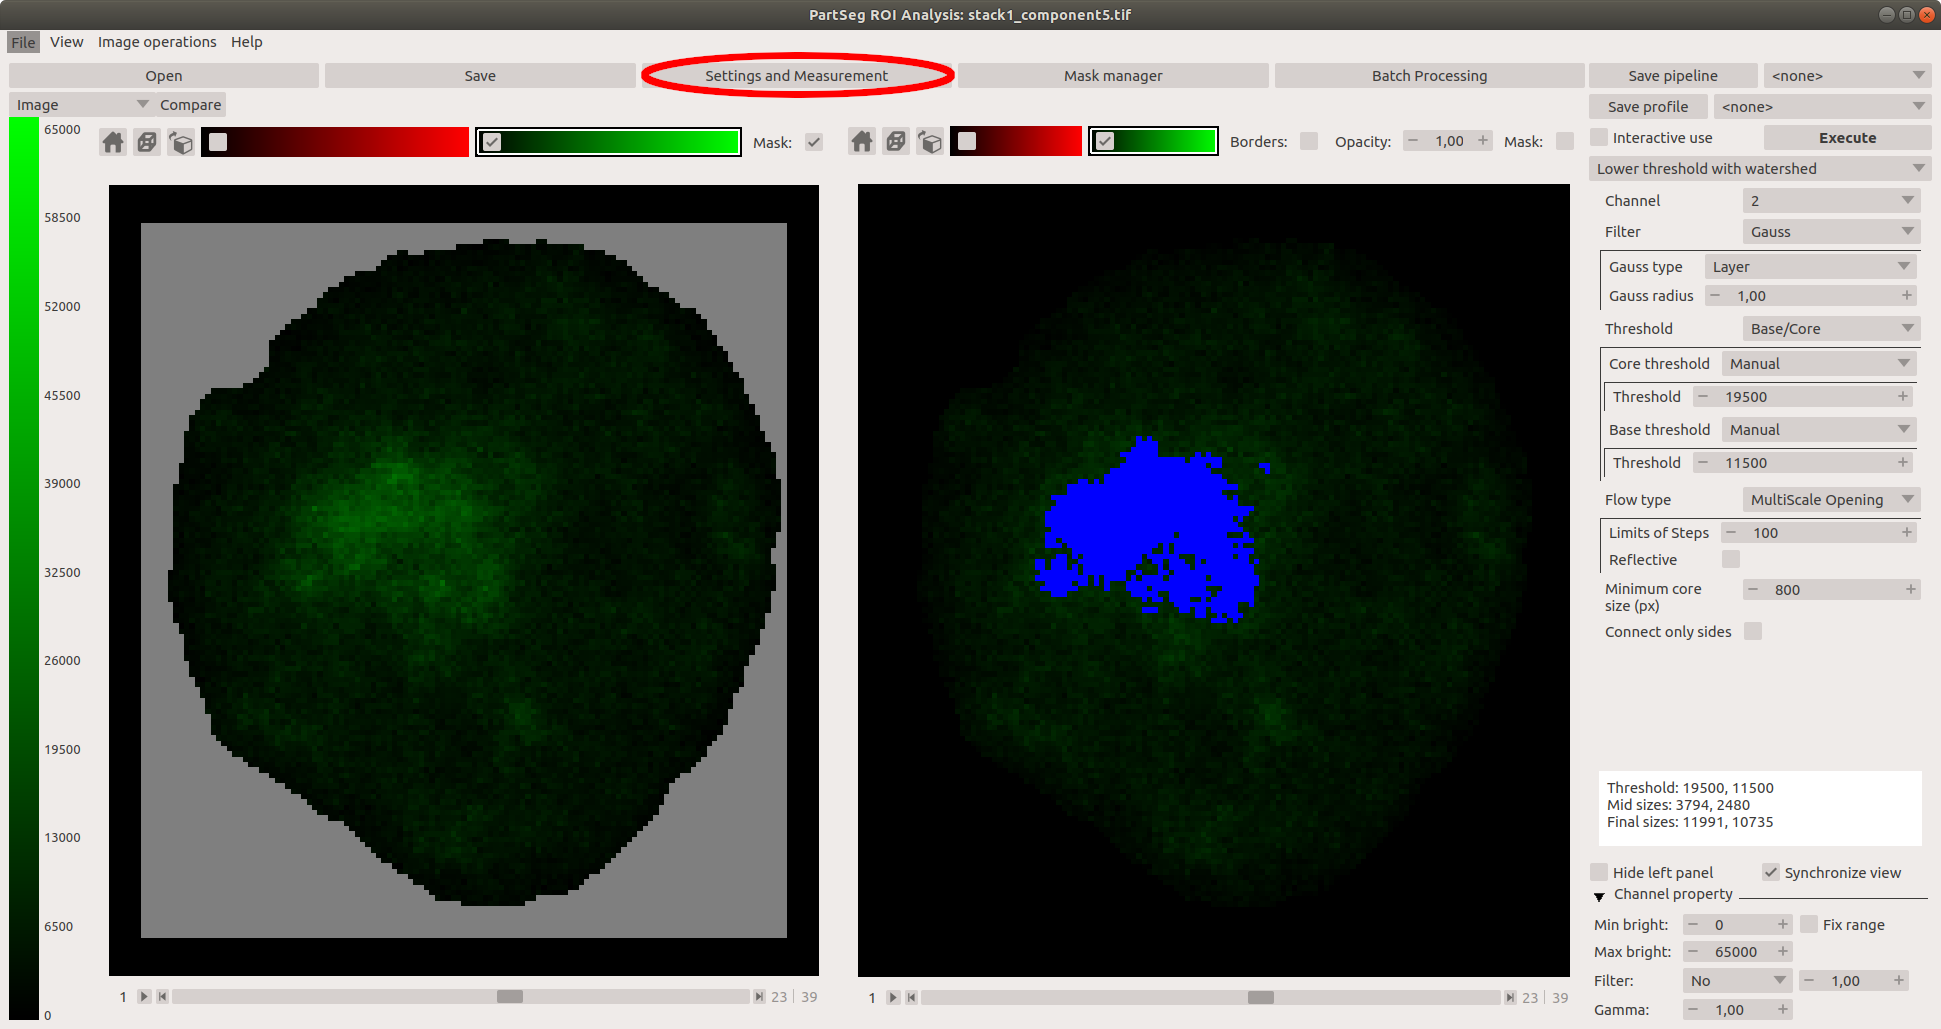 PartSeg ROI Analysis: stack1_component5.tif
File View Image operations Help
Open Save Settings and Measurement Mask manager Batch Processing Save pipeline <none>
Image Compare Save profile <none>
Mask: Borders: Opacity: 1,00 Mask: Interactive use Execute
Lower threshold with watershed
Channel 2
Filter Gauss
Gauss type Layer
Gauss radius 1,00
Threshold Base/Core
Core threshold Manual
Threshold 19500
Base threshold Manual
Threshold 11500
Flow type MultiScale Opening
Limits of Steps 100
Reflective
Minimum core size (px) 800
Connect only sides
Threshold: 19500, 11500
Mid sizes: 3794, 2480
Final sizes: 11991, 10735
Hide left panel Synchronize view
Channel property
Min bright: 0 Fix range
Max bright: 65000
Filter: No 1,00
Gamma: 1,00
65000
58500
52000
45500
39000
32500
26000
19500
13000
6500
0
1 23 | 39
1 23 | 39